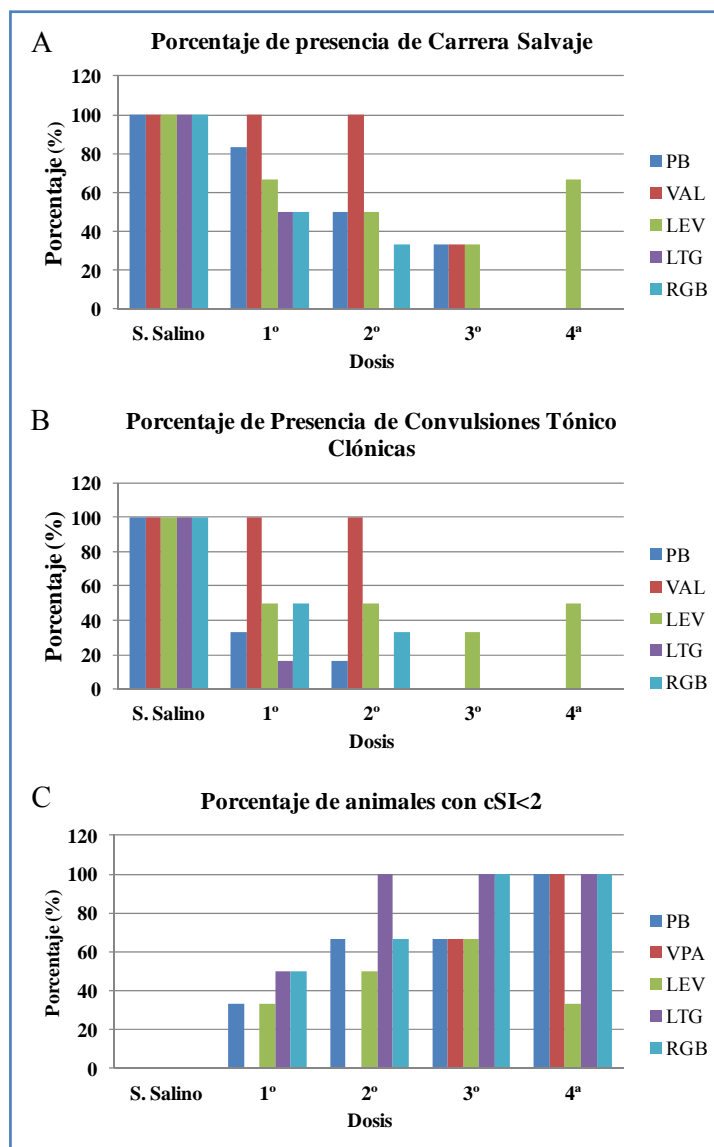 A
Porcentaje de presencia de Carrera Salvaje
120
100
80
60
40
20
0
Porcentaje (%)
S. Salino 1º 2º 3º 4ª
Dosis
PB
VAL
LEV
LTG
RGB
B
Porcentaje de Presencia de Convulsiones Tónico
Clónicas
120
100
80
60
40
20
0
Porcentaje (%)
S. Salino 1º 2º 3º 4ª
Dosis
PB
VAL
LEV
LTG
RGB
C
Porcentaje de animales con cSI<2
120
100
80
60
40
20
0
Porcentaje (%)
S. Salino 1º 2º 3º 4ª
Dosis
PB
VPA
LEV
LTG
RGB